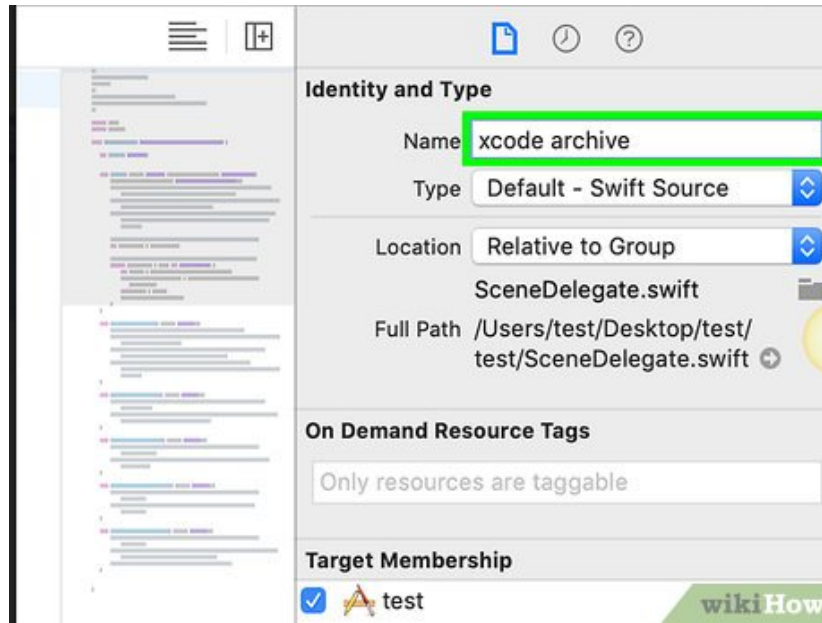 Identity and Type
Name xcode archive
Type Default - Swift Source
Location Relative to Group
SceneDelegate.swift
Full Path /Users/test/Desktop/test/
test/SceneDelegate.swift
On Demand Resource Tags
Only resources are taggable
Target Membership
test
wikiHow